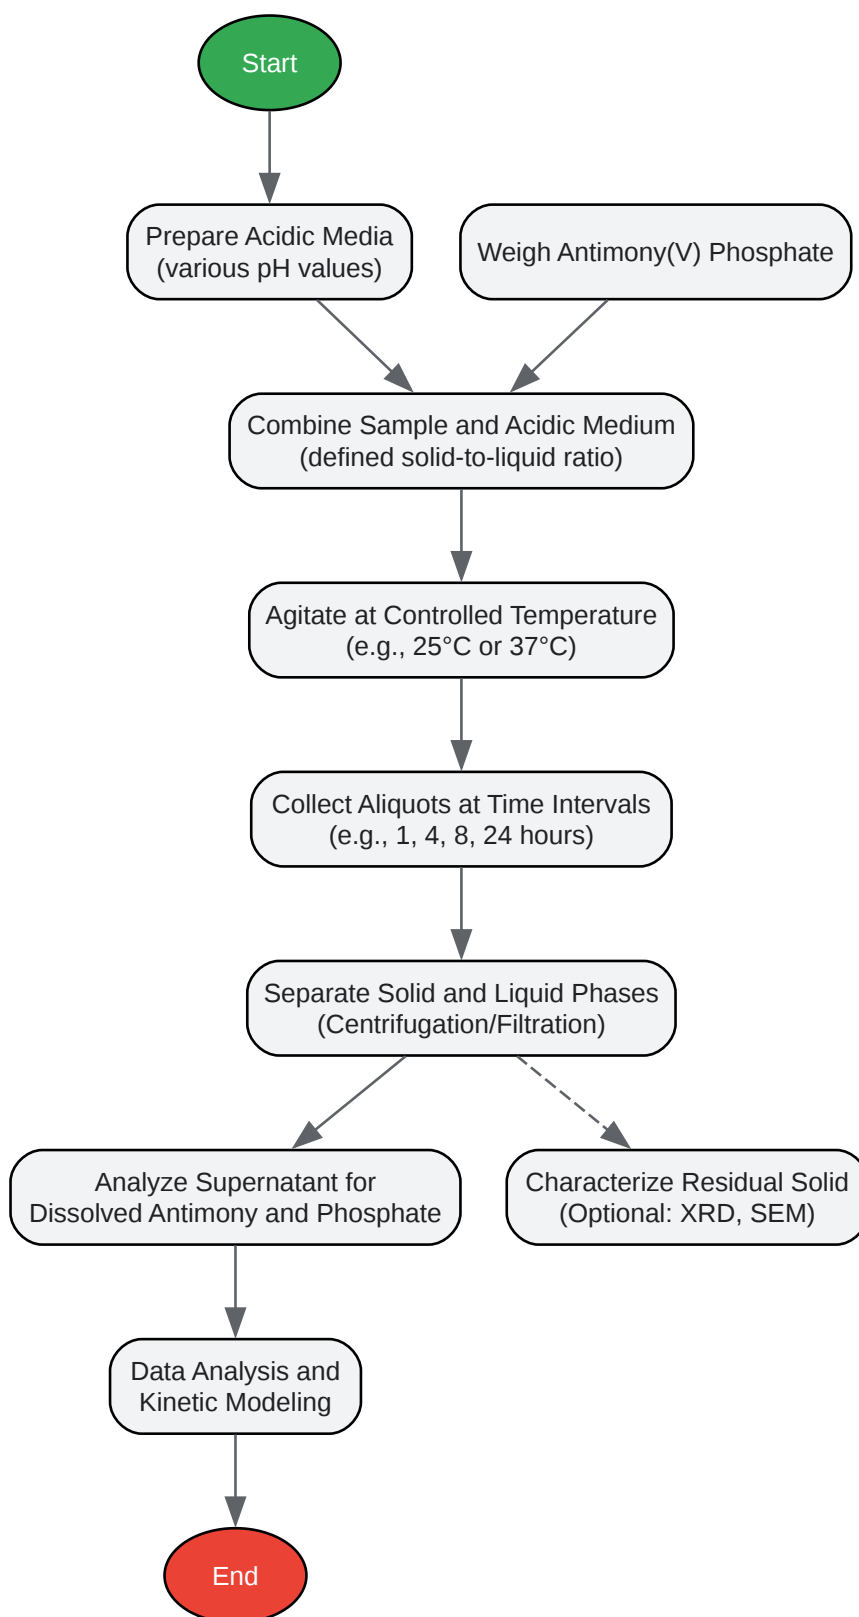 Start
Prepare Acidic Media
(various pH values)
Weigh Antimony(V) Phosphate
Combine Sample and Acidic Medium
(defined solid-to-liquid ratio)
Agitate at Controlled Temperature
(e.g., 25°C or 37°C)
Collect Aliquots at Time Intervals
(e.g., 1, 4, 8, 24 hours)
Separate Solid and Liquid Phases
(Centrifugation/Filtration)
Analyze Supernatant for
Dissolved Antimony and Phosphate
Characterize Residual Solid
(Optional: XRD, SEM)
Data Analysis and
Kinetic Modeling
End